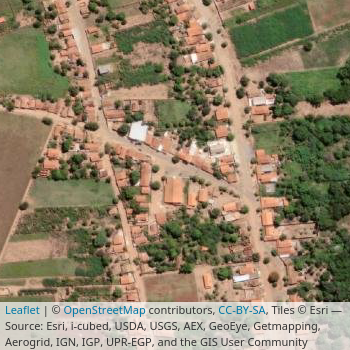 Leaflet | © OpenStreetMap contributors, CC-BY-SA, Tiles © Esri —
Source: Esri, i-cubed, USDA, USGS, AEX, GeoEye, Getmapping,
Aerogrid, IGN, IGP, UPR-EGP, and the GIS User Community